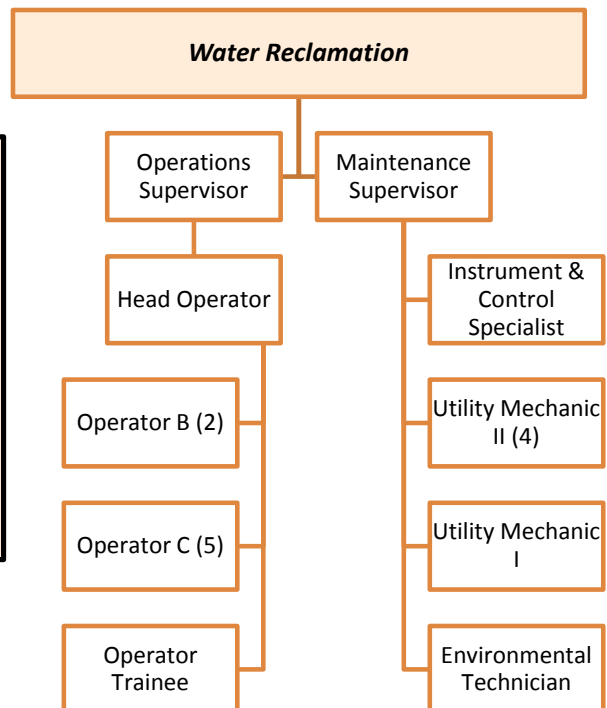 Water Reclamation
Operations
Supervisor
Maintenance
Supervisor
Head Operator
Instrument &
Control
Specialist
Operator B (2)
Utility Mechanic
II (4)
Operator C (5)
Utility Mechanic
I
Operator
Trainee
Environmental
Technician